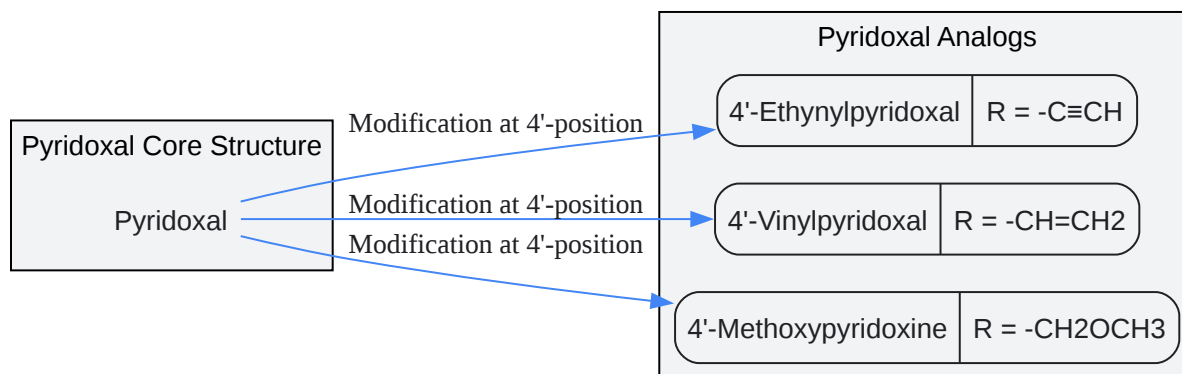 Pyridoxal Core Structure
Pyridoxal
Modification at 4'-position
Modification at 4'-position
Modification at 4'-position
Pyridoxal Analogs
4'-Ethynylpyridoxal R = -C≡CH
4'-Vinylpyridoxal R = -CH=CH2
4'-Methoxypyridoxine R = -CH2OCH3